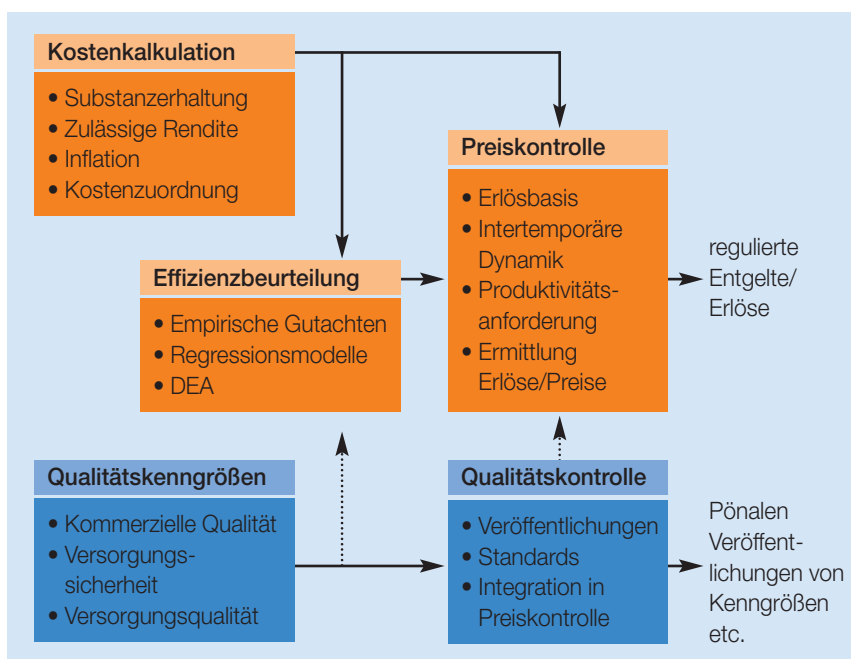 Kostenkalkulation
• Substanzerhaltung
• Zulässige Rendite
• Inflation
• Kostenzuordnung
Preiskontrolle
• Erlösbasis
• Intertemporäre
Dynamik
• Produktivitäts-
anforderung
• Ermittlung
Erlöse/Preise
regulierte
Entgelte/
Erlöse
Effizienzbeurteilung
• Empirische Gutachten
• Regressionsmodelle
• DEA
Qualitätskenngrößen
• Kommerzielle Qualität
• Versorgungs-
sicherheit
• Versorgungsqualität
Qualitätskontrolle
• Veröffentlichungen
• Standards
• Integration in
Preiskontrolle
Pönalen
Veröffent-
lichungen von
Kenngrößen
etc.